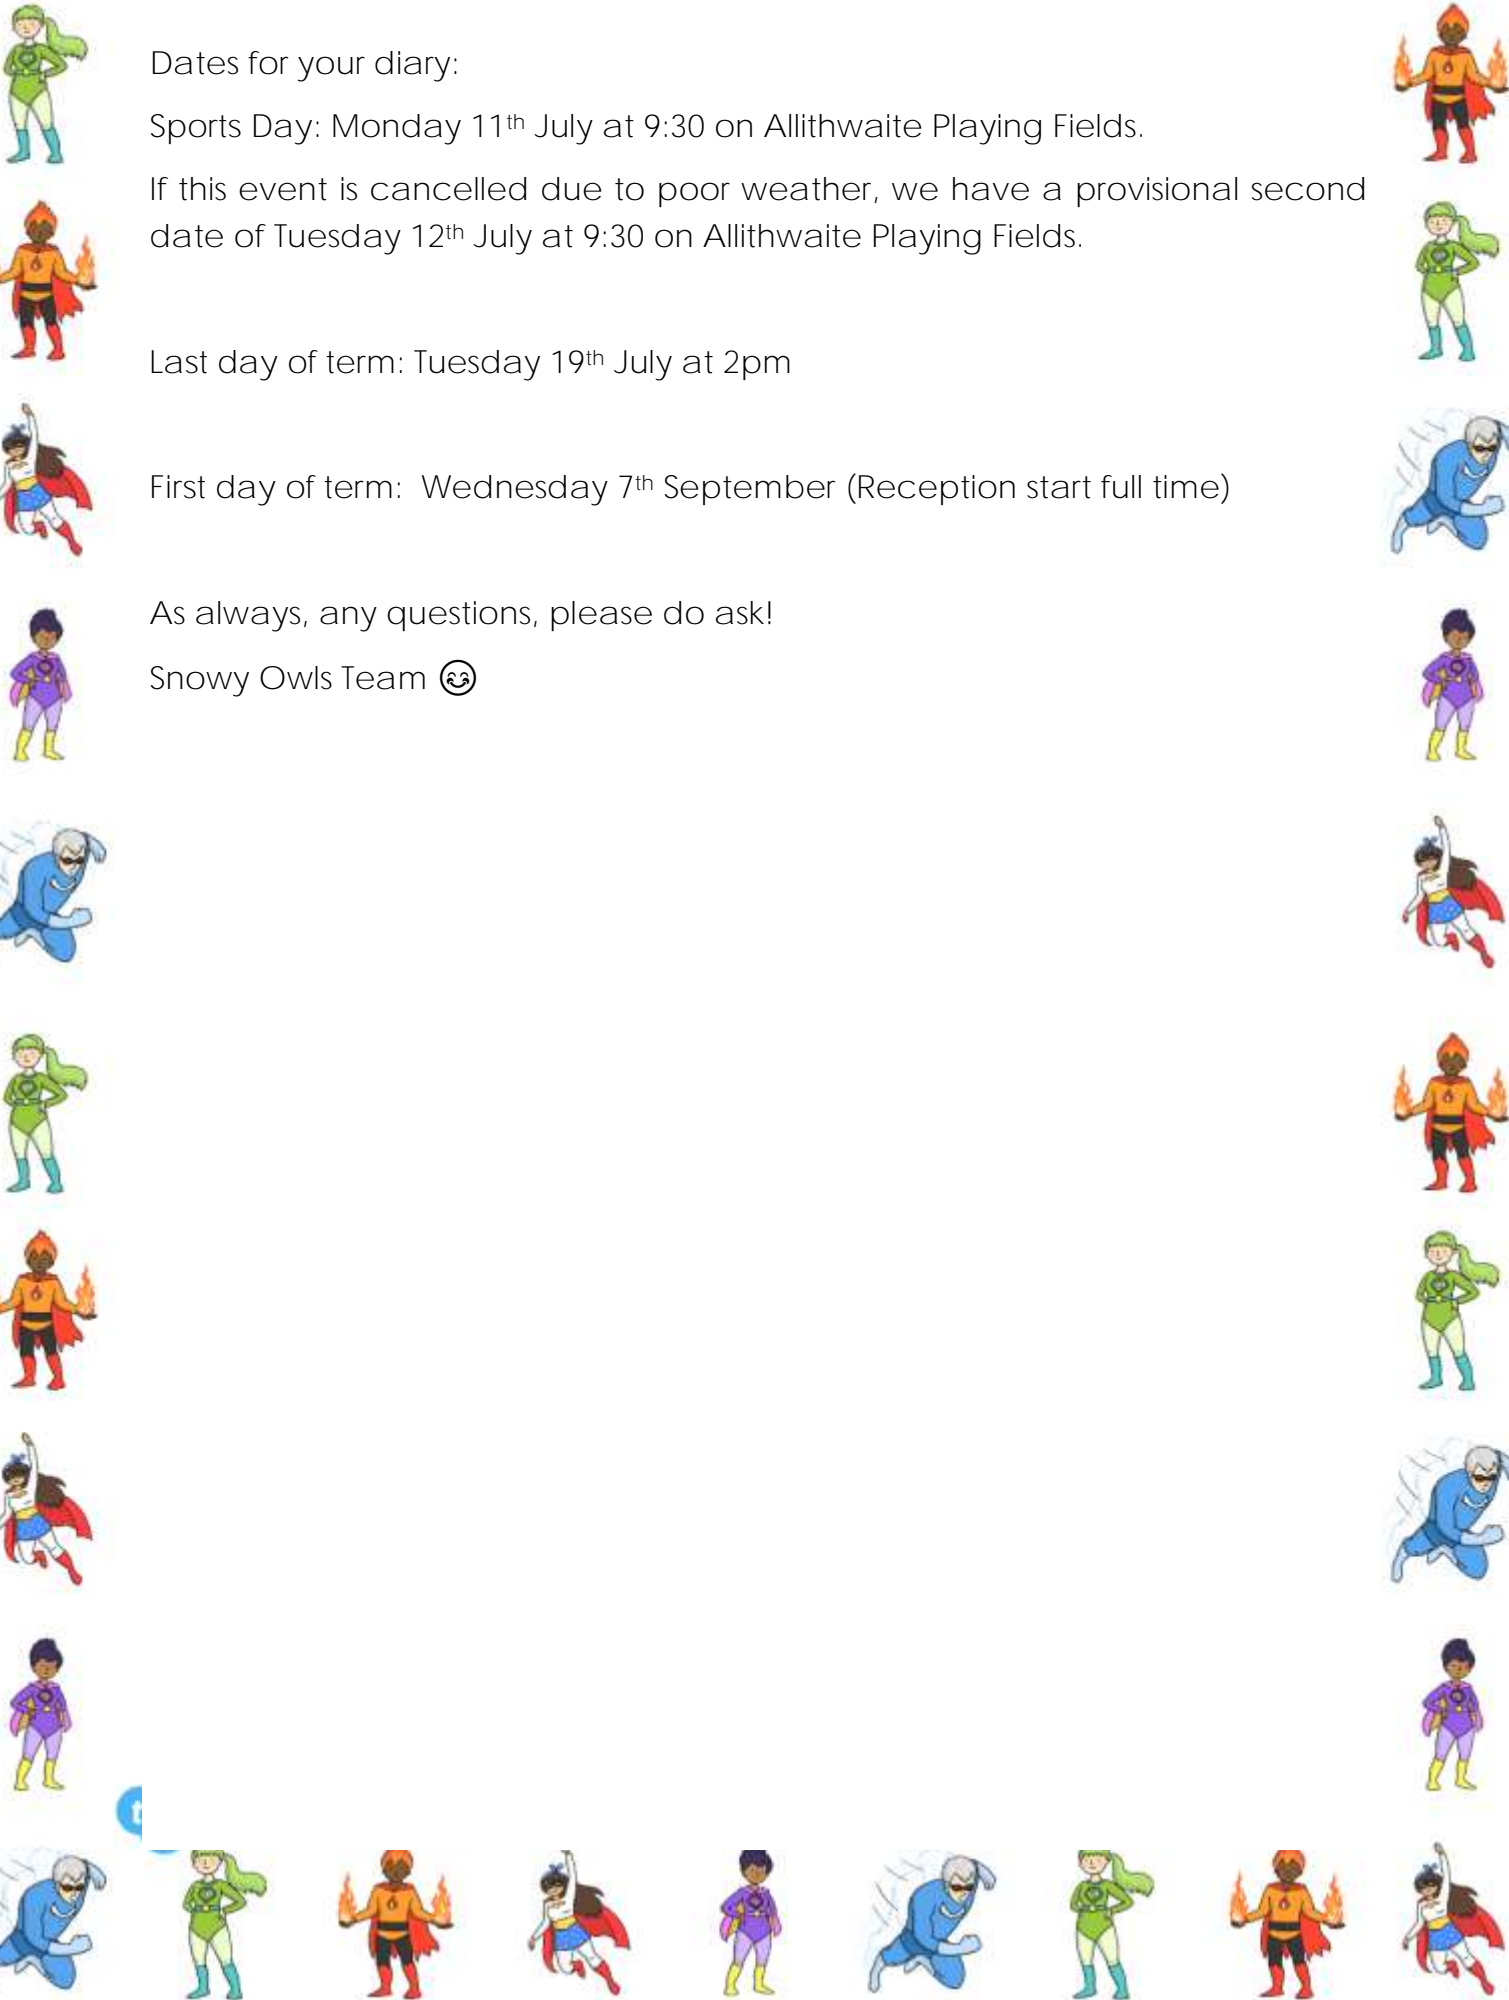 Dates for your diary:
Sports Day: Monday 11th July at 9:30 on Allithwaite Playing Fields.
If this event is cancelled due to poor weather, we have a provisional second
date of Tuesday 12th July at 9:30 on Allithwaite Playing Fields.
Last day of term: Tuesday 19th July at 2pm
First day of term: Wednesday 7th September (Reception start full time)
As always, any questions, please do ask!
Snowy Owls Team 😊
t